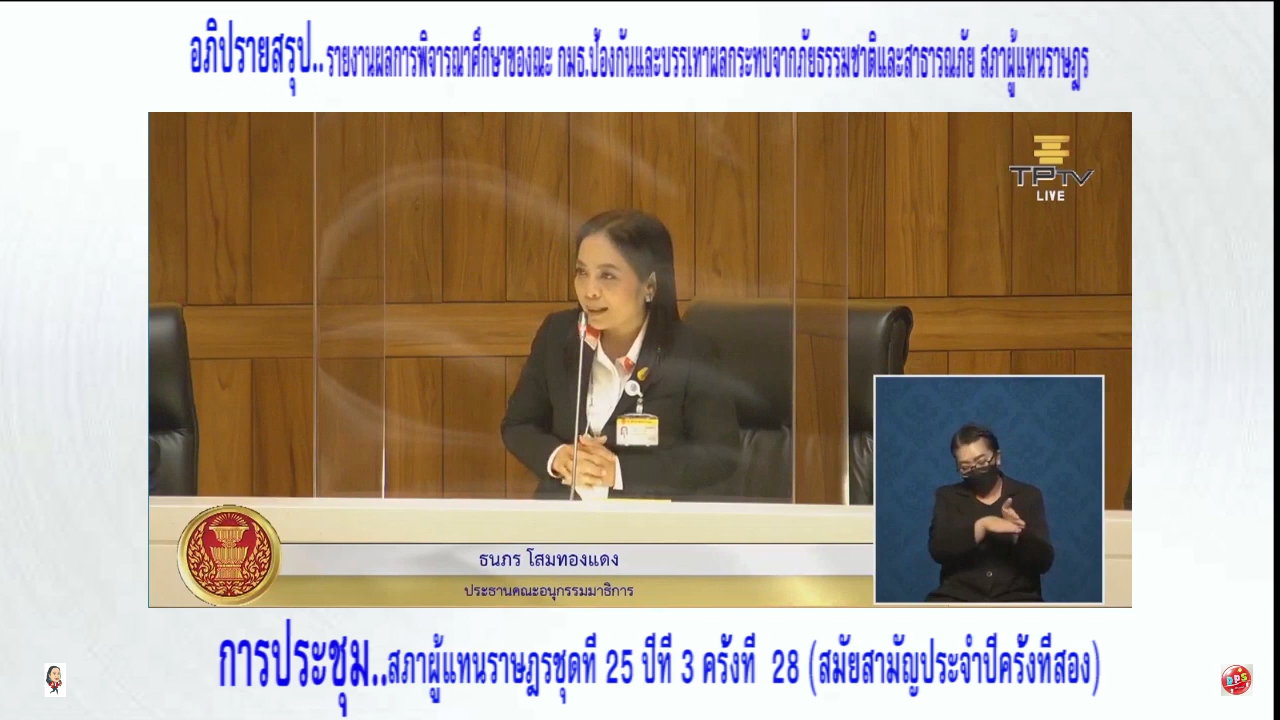 อภิปรายสรุป..รายงานผลการพิจารณาศึกษาของณะ กมธ.ป้องกันและบรรเทาผลกระทบจากภัยธรรมชาติและสาธารณภัย สภาผู้แทนราษฎร
TPTV
LIVE
ธนภร โสมทองแดง
ประธานคณะอนุกรรมมาธิการ
การประชุม..สภาผู้แทนราษฎรชุดที่ 25 ปีที่ 3 ครั้งที่ 28 (สมัยสามัญประจำปีครั้งที่สอง)
DPS